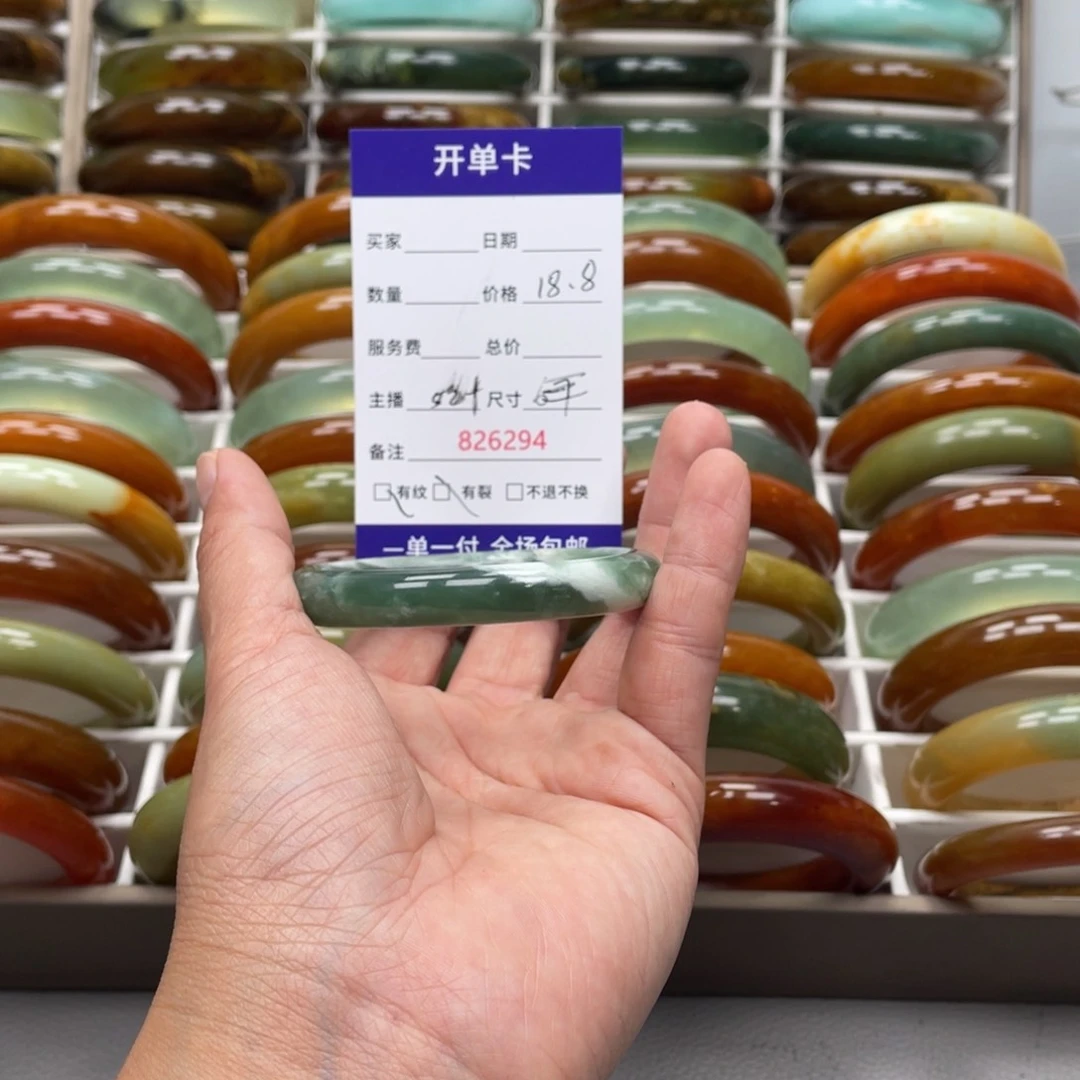 开单卡
买家 日期
数量 价格 18.8
服务费 总价
主播 尺寸
826294
备注
有纹 有裂 不退不换
一单一付 全场包邮